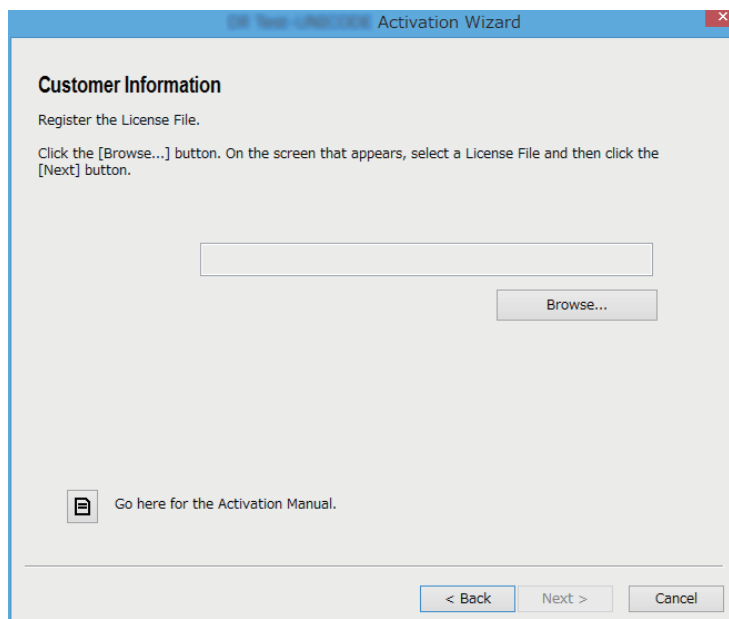 Activation Wizard
Customer Information
Register the License File.
Click the [Browse...] button. On the screen that appears, select a License File and then click the
[Next] button.
Browse...
Go here for the Activation Manual.
< Back
Next >
Cancel